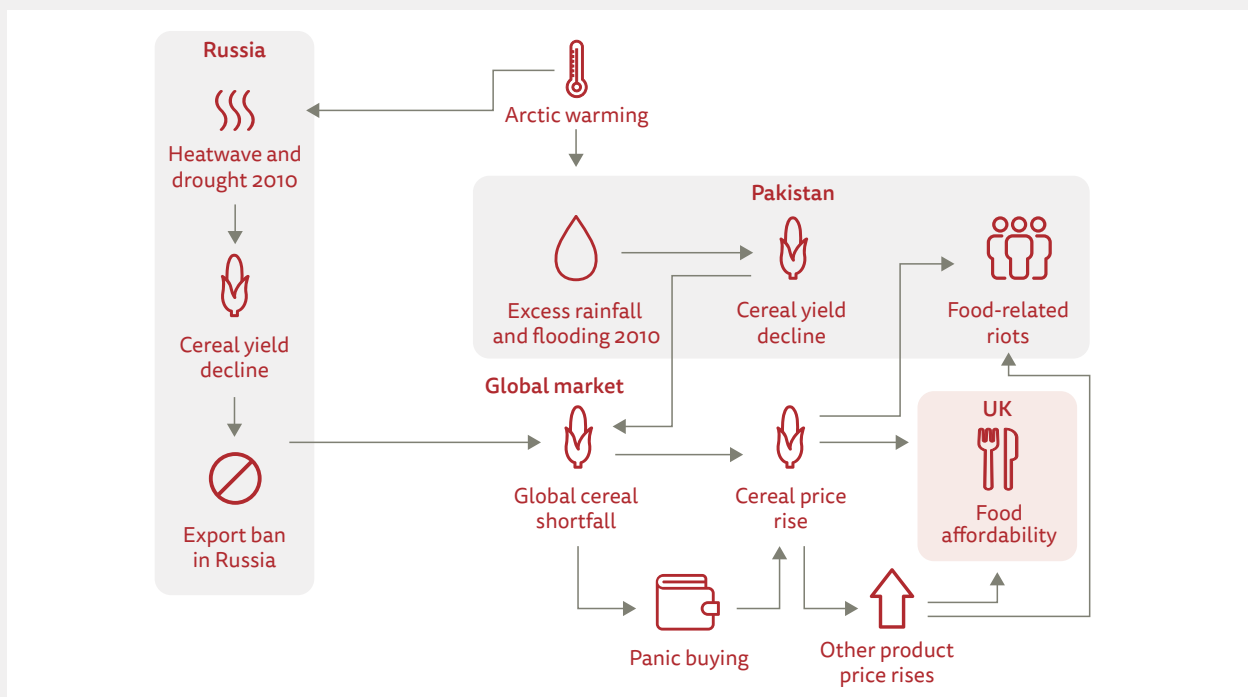 Russia
Heatwave and
drought 2010
Cereal yield
decline
Export ban
in Russia
Arctic warming
Pakistan
Excess rainfall
and flooding 2010
Cereal yield
decline
Food-related
riots
Global market
Global cereal
shortfall
Cereal price
rise
UK
Food
affordability
Panic buying
Other product
price rises